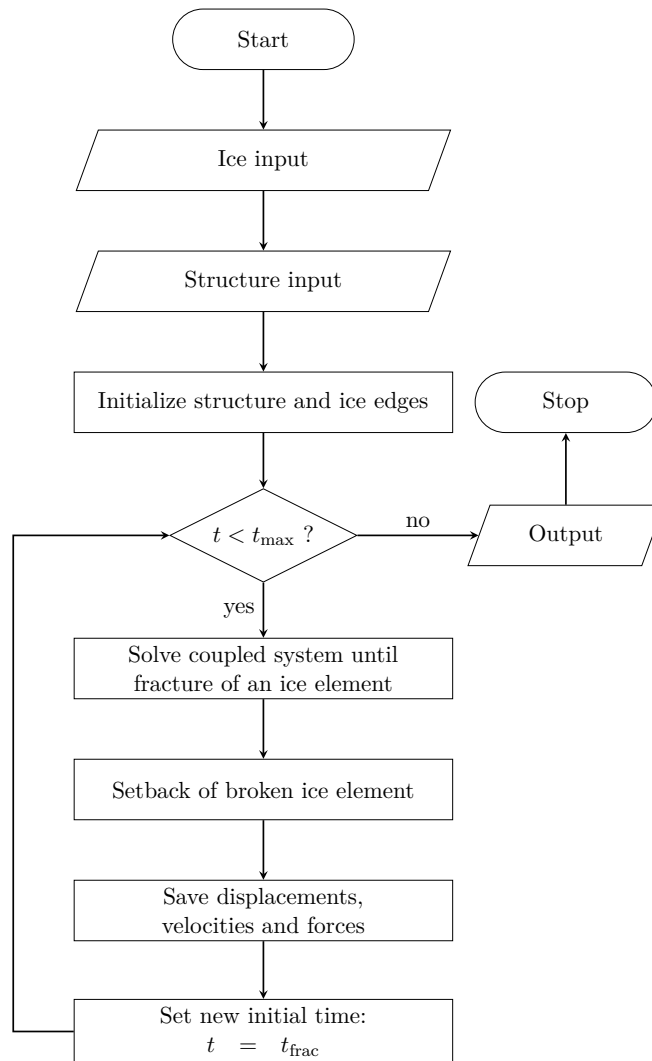 Start
Ice input
Structure input
Initialize structure and ice edges
Stop
t < t_max ?
no
Output
yes
Solve coupled system until
fracture of an ice element
Setback of broken ice element
Save displacements,
velocities and forces
Set new initial time:
t = t_frac